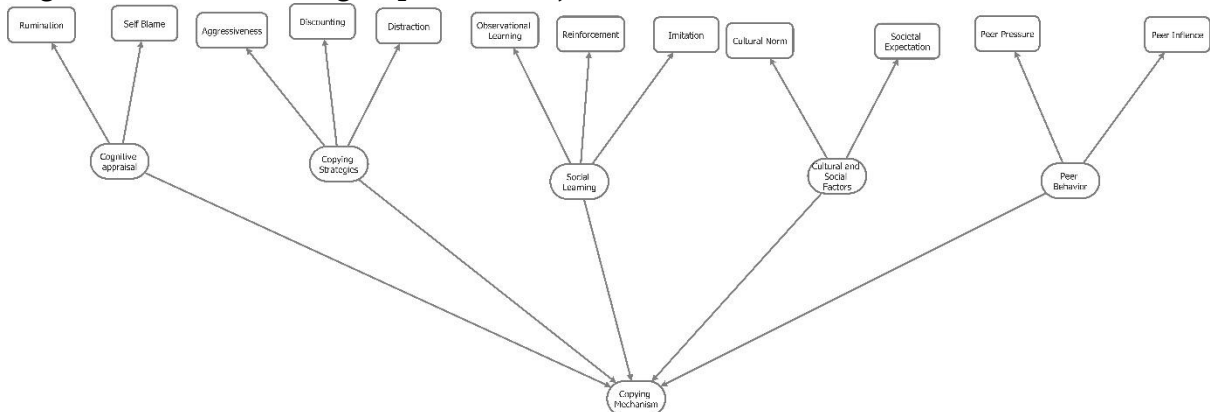 Rumination
Self Blame
Aggressiveness
Discounting
Distraction
Observational
Learning
Reinforcement
Imitation
Cultural Norm
Societal
Expectation
Peer Pressure
Peer Inflence
Cognitive
appraisal
Copying
Strategics
Social
Learning
Cultural and
Social
Factors
Peer
Behavior
Copying
Mechanism